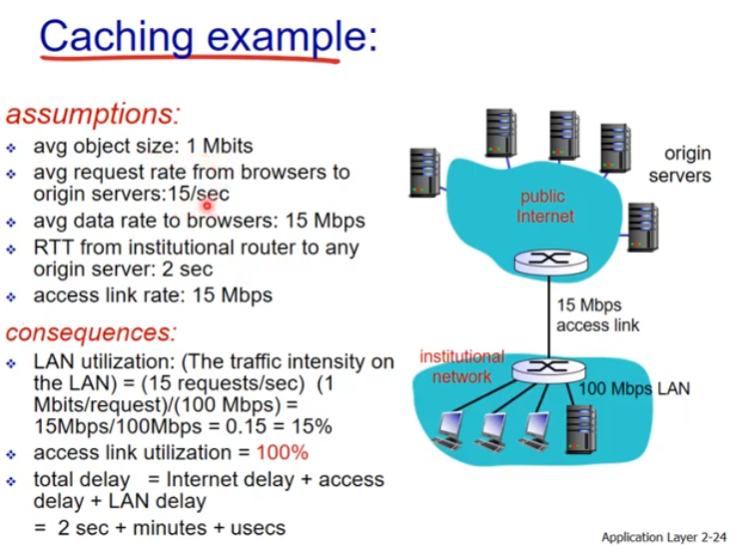 Caching example:
assumptions:
avg object size: 1 Mbits
avg request rate from browsers to
origin servers:15/sec
avg data rate to browsers: 15 Mbps
RTT from institutional router to any
origin server: 2 sec
access link rate: 15 Mbps
consequences:
LAN utilization: (The traffic intensity on
the LAN) = (15 requests/sec) (1
Mbits/request)/(100 Mbps) =
15Mbps/100Mbps = 0.15 = 15%
access link utilization = 100%
total delay = Internet delay + access
delay + LAN delay
= 2 sec + minutes + usecs
origin
servers
public
Internet
15 Mbps
access link
institutional
network
100 Mbps LAN
Application Layer 2-24